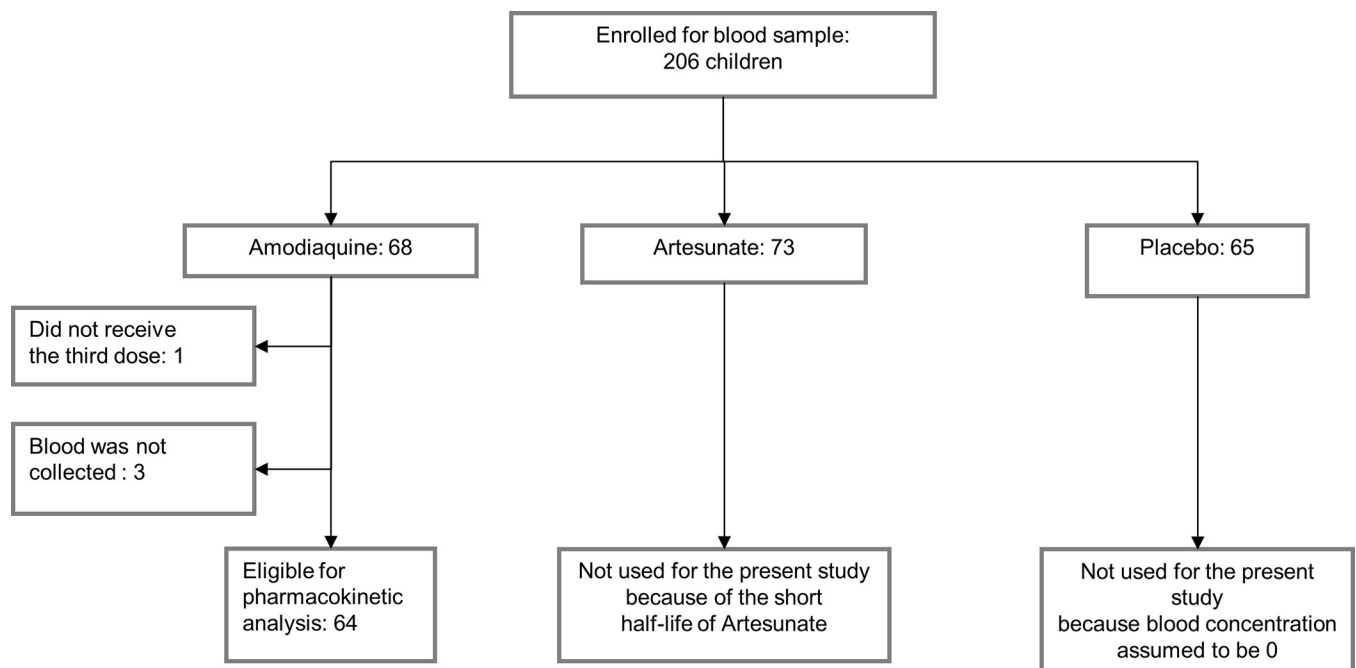 Enrolled for blood sample:
206 children
Amodiaquine: 68
Artesunate: 73
Placebo: 65
Did not receive
the third dose: 1
Blood was not
collected : 3
Eligible for
pharmacokinetic
analysis: 64
Not used for the present study
because of the short
half-life of Artesunate
Not used for the present
study
because blood concentration
assumed to be 0